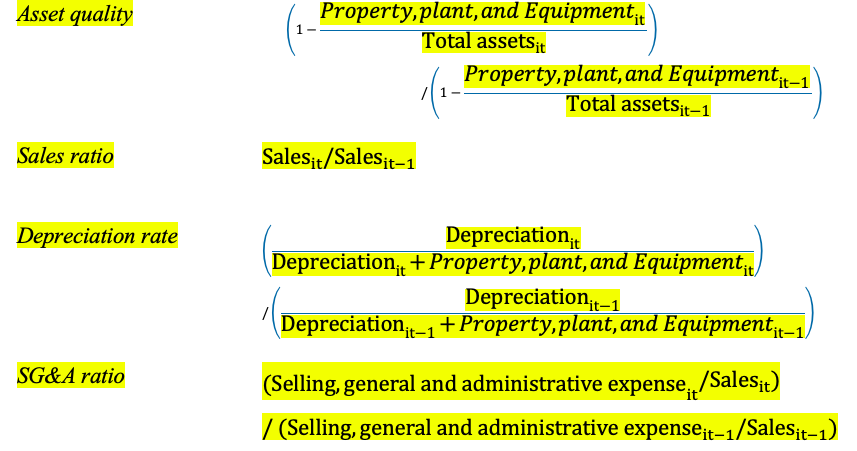 Asset quality (1 − Property, plant, and Equipment_it / Total assets_it)
/ (1 − Property, plant, and Equipment_it−1 / Total assets_it−1)
Sales ratio Sales_it/Sales_it−1
Depreciation rate (Depreciation_it / Depreciation_it + Property, plant, and Equipment_it)
/ (Depreciation_it−1 / Depreciation_it−1 + Property, plant, and Equipment_it−1)
SG&A ratio (Selling, general and administrative expense_it/Sales_it)
/ (Selling, general and administrative expense_it−1/Sales_it−1)